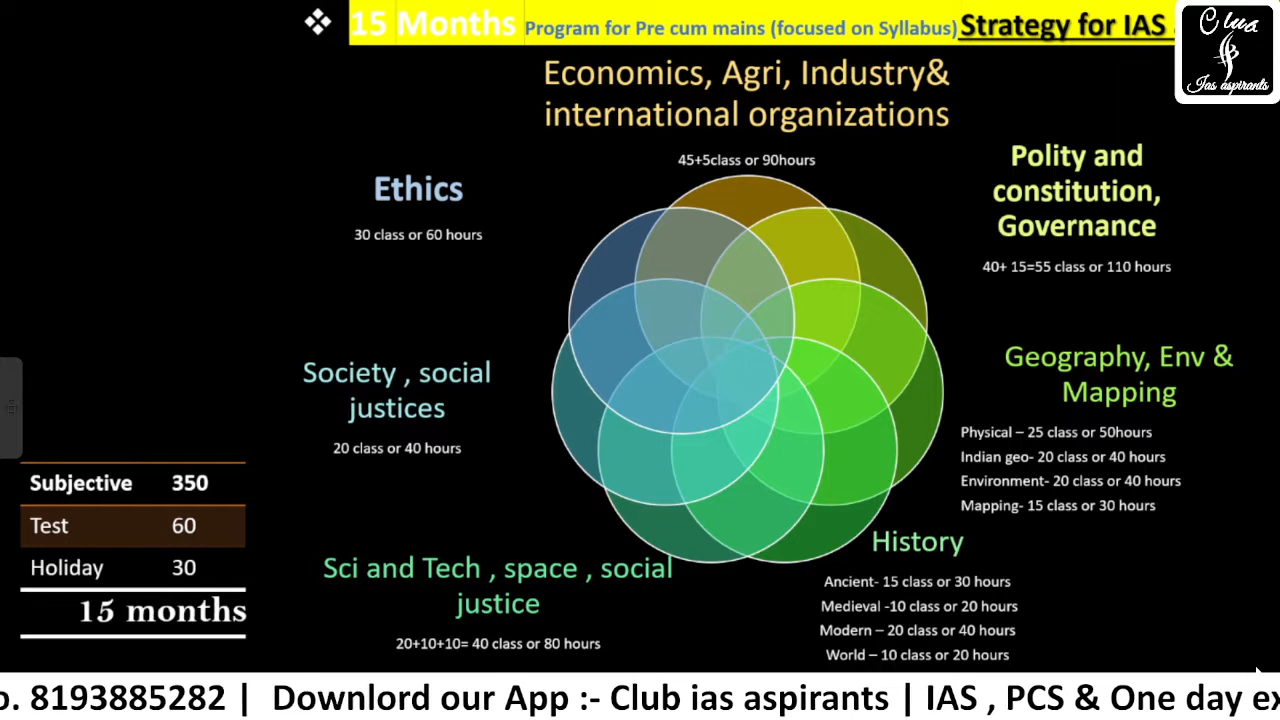 ❖ 15 Months Program for Pre cum mains (focused on Syllabus) Strategy for IAS
Club
Ias aspirants
Economics, Agri, Industry&
international organizations
45+5class or 90hours
Polity and
constitution,
Governance
40+ 15=55 class or 110 hours
Ethics
30 class or 60 hours
Geography, Env &
Mapping
Physical – 25 class or 50hours
Indian geo- 20 class or 40 hours
Environment- 20 class or 40 hours
Mapping- 15 class or 30 hours
Society , social
justices
20 class or 40 hours
Subjective 350
Test 60
Holiday 30
15 months
History
Ancient- 15 class or 30 hours
Medieval -10 class or 20 hours
Modern – 20 class or 40 hours
World – 10 class or 20 hours
Sci and Tech , space , social
justice
20+10+10= 40 class or 80 hours
o. 8193885282 | Downlord our App :- Club ias aspirants | IAS , PCS & One day ex